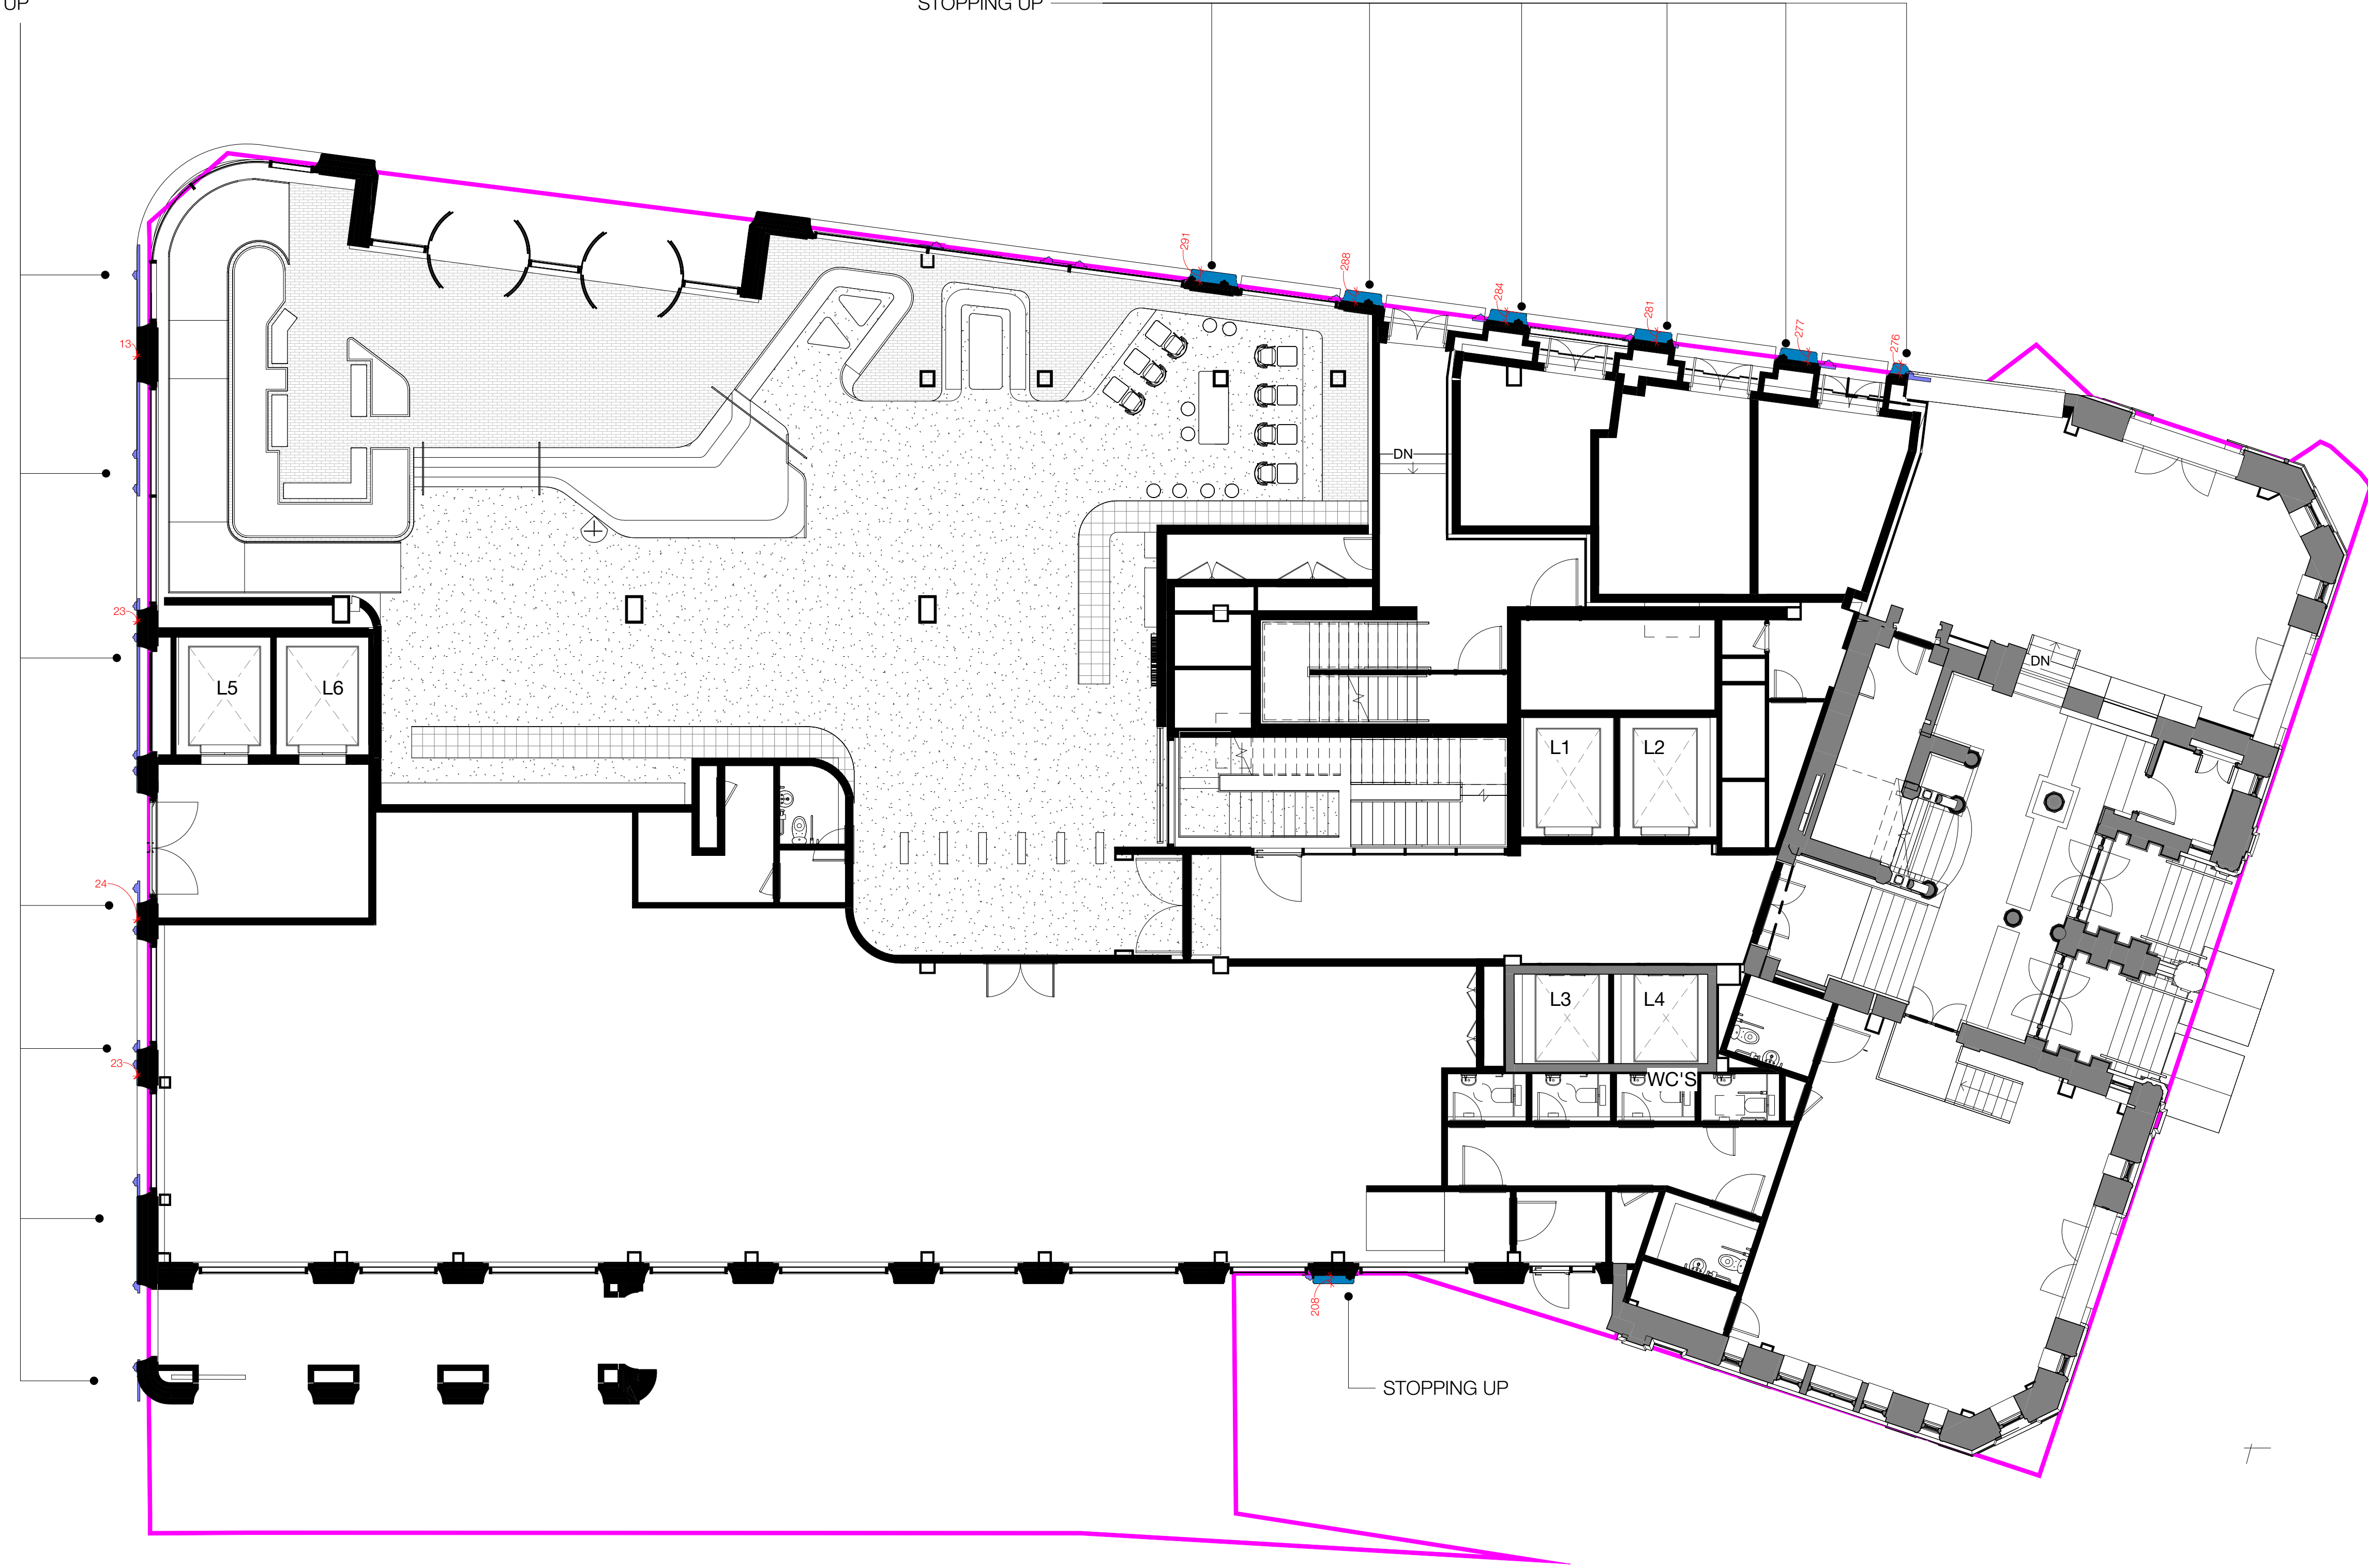 UP
STOPPING UP
291
288
284
281
277
276
13
DN
23
DN
L5
L6
L1
L2
24
L3
L4
23
WC'S
208
STOPPING UP